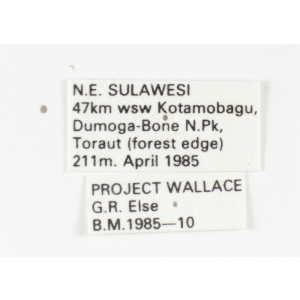 N.E. SULAWESI
47km wsw Kotamobagu,
Dumoga-Bone N.Pk,
Toraut (forest edge)
211m. April 1985
PROJECT WALLACE
G.R. Else
B.M.1985—10